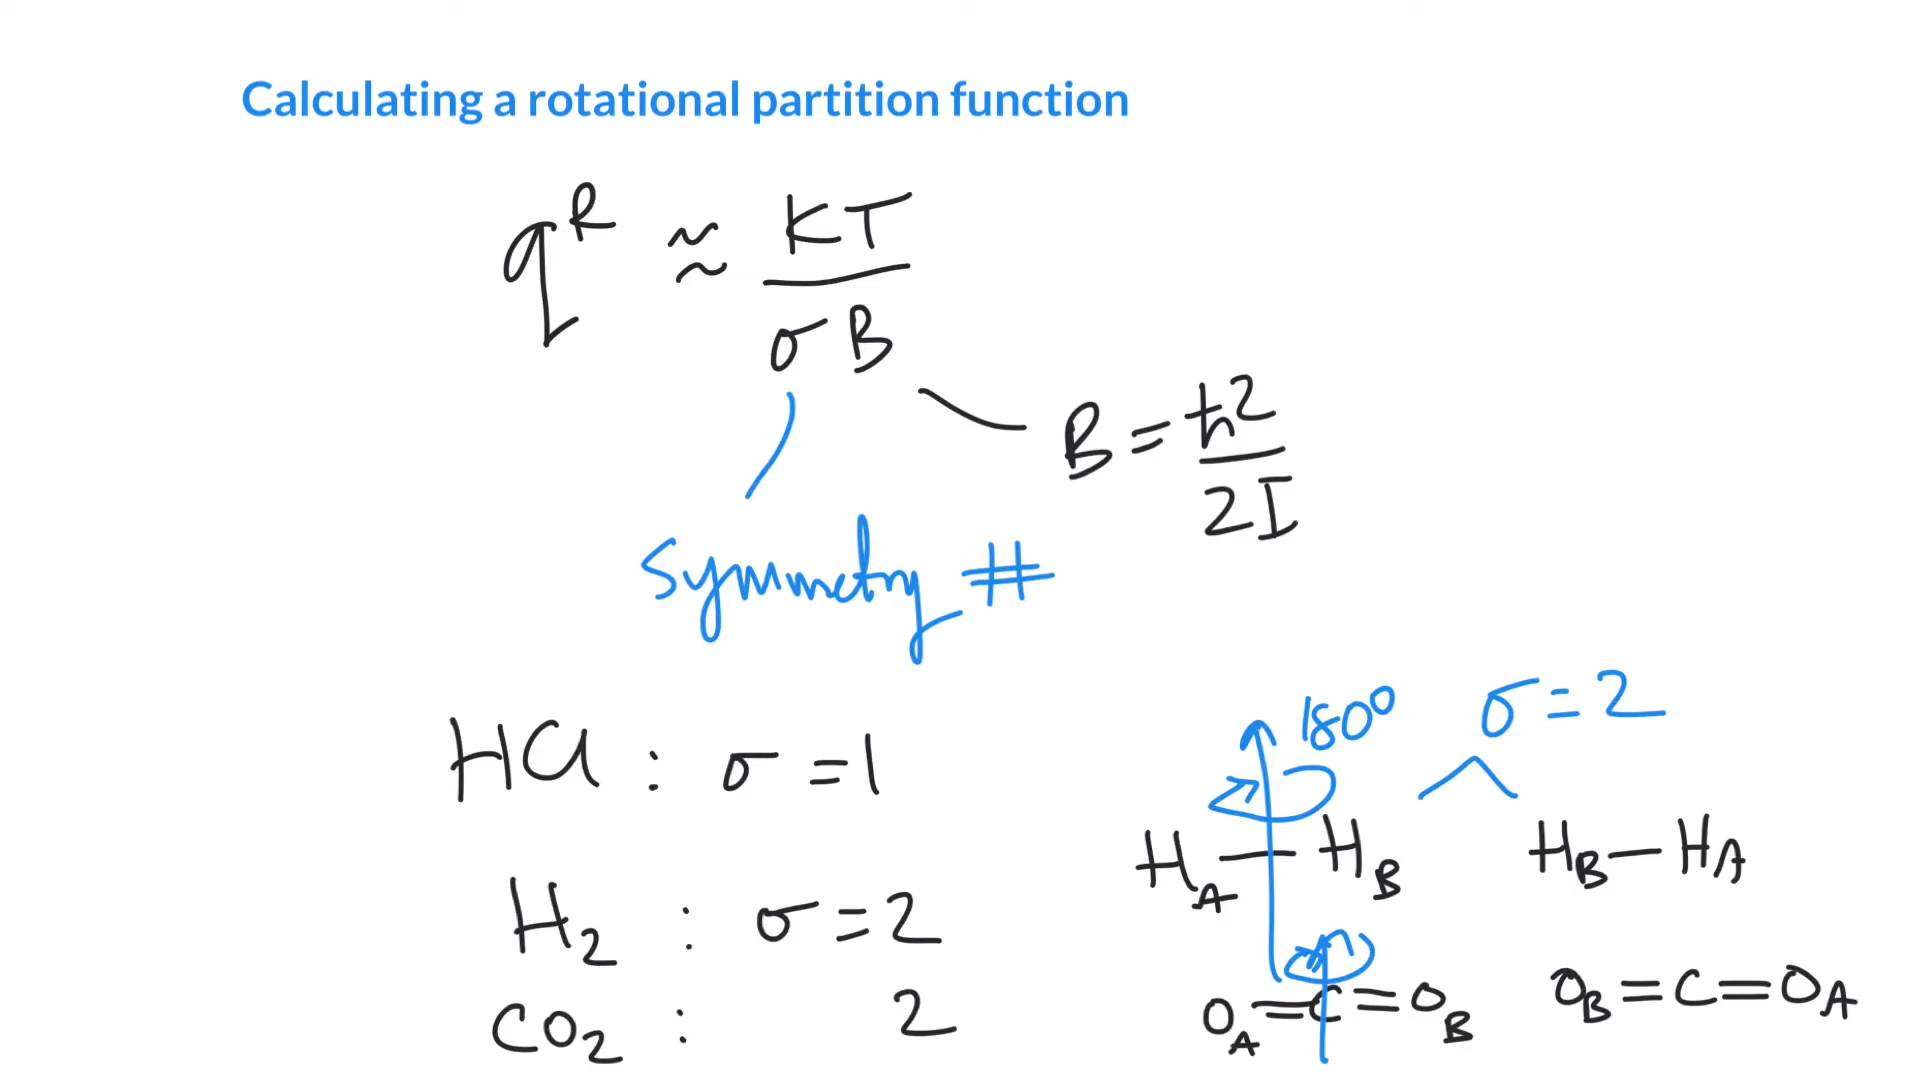 Calculating a rotational partition function
q^R ≈ KT / σB
B = ħ² / 2I
Symmetry #
HCl : σ = 1
180° σ = 2
H_A — H_B H_B — H_A
H₂ : σ = 2
O_A = C = O_B O_B = C = O_A
CO₂ : 2